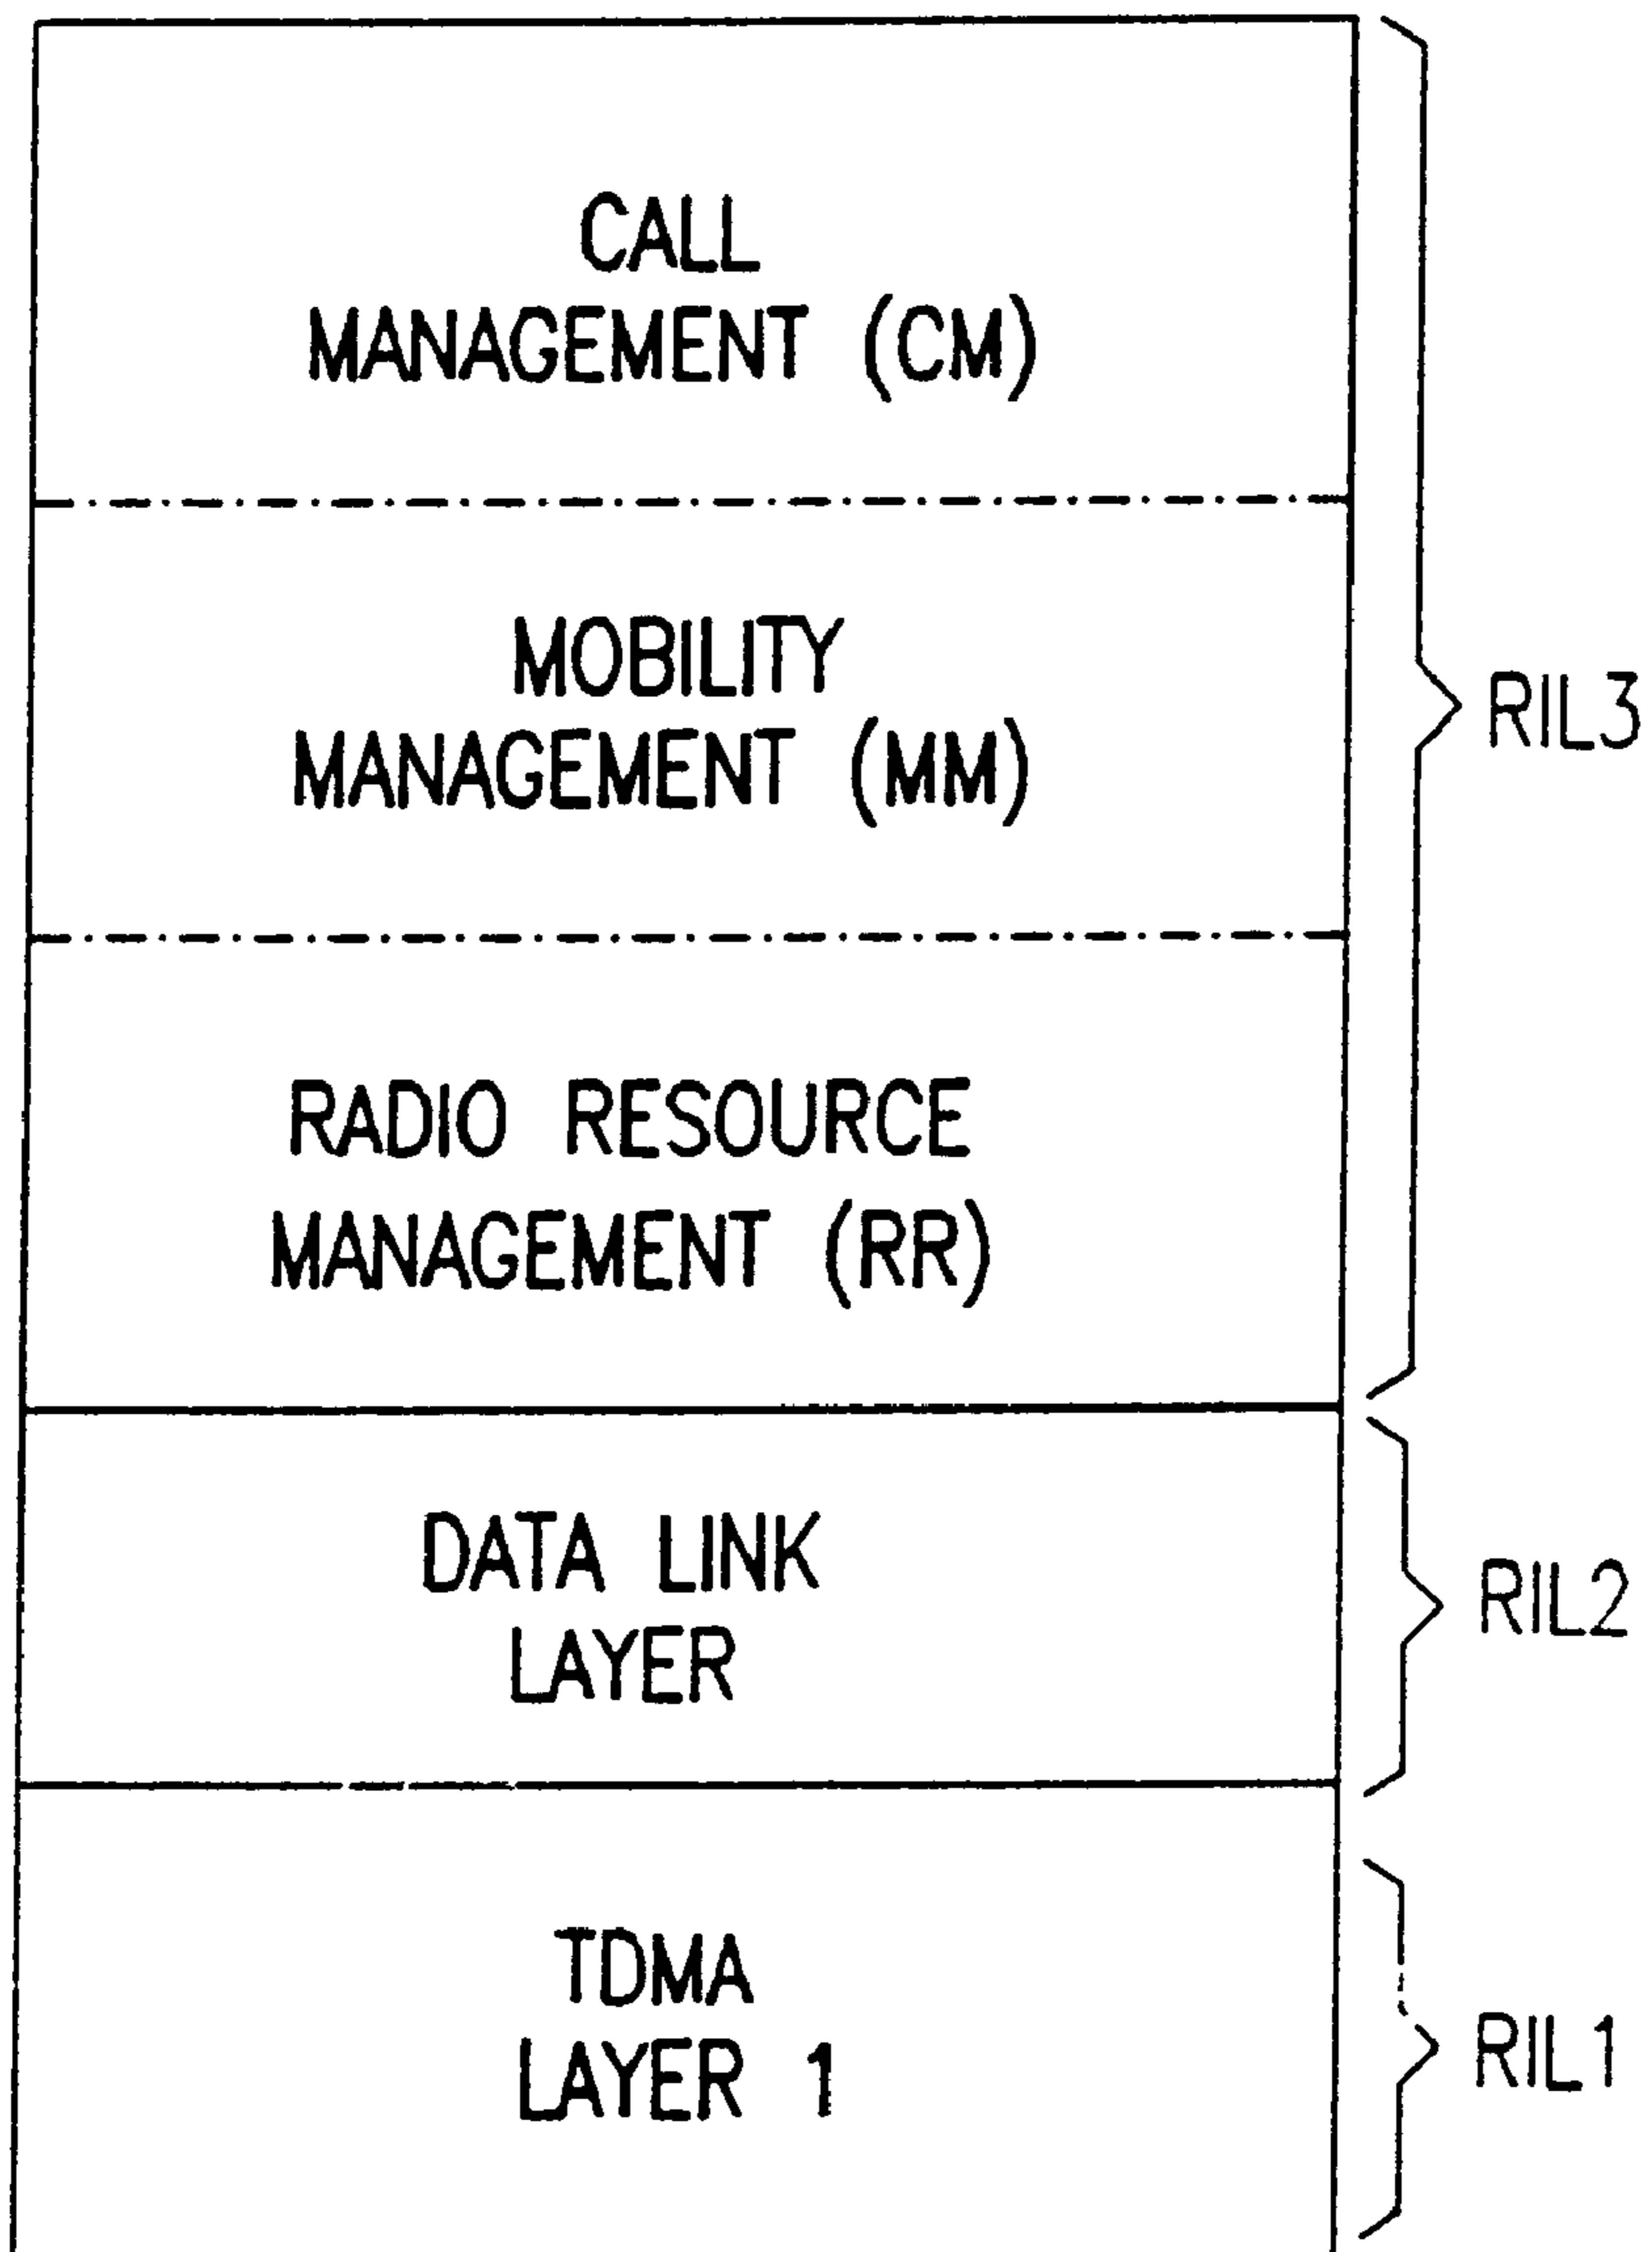 CALL
MANAGEMENT (CM)
MOBILITY
MANAGEMENT (MM)
RIL3
RADIO RESOURCE
MANAGEMENT (RR)
DATA LINK
LAYER
RIL2
TDMA
LAYER 1
RIL1